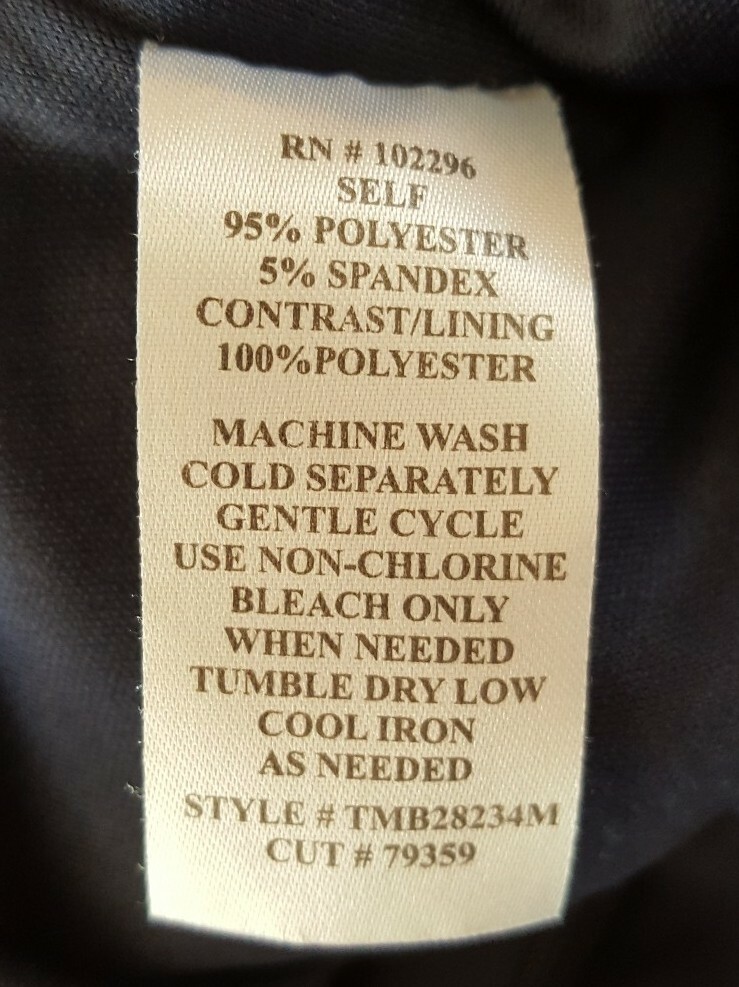 RN # 102296
SELF
95% POLYESTER
5% SPANDEX
CONTRAST/LINING
100%POLYESTER
MACHINE WASH
COLD SEPARATELY
GENTLE CYCLE
USE NON-CHLORINE
BLEACH ONLY
WHEN NEEDED
TUMBLE DRY LOW
COOL IRON
AS NEEDED
STYLE # TMB28234M
CUT # 79359